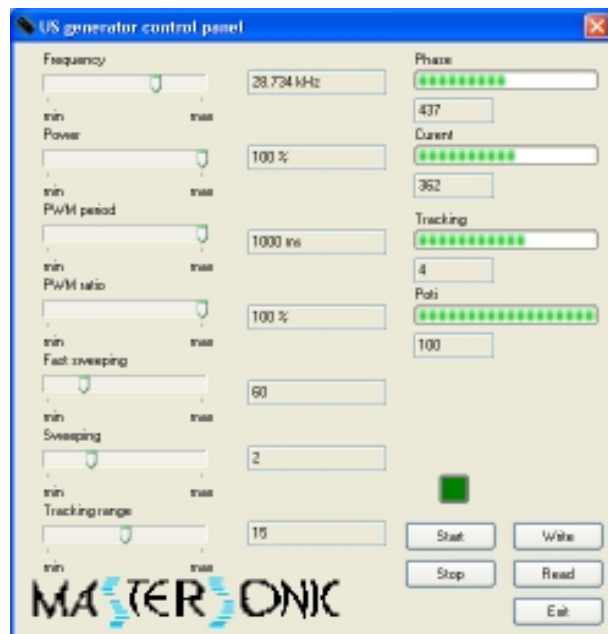 US generator control panel
Frequency
28.734 kHz
min max
Power
100 %
min max
PWM period
1000 ms
min max
PWM ratio
100 %
min max
Fast sweeping
60
min max
Sweeping
2
min max
Tracking range
15
min max
Phase
437
Curent
362
Tracking
4
Poti
100
Start Write
Stop Read
Exit
MASTERSONIC